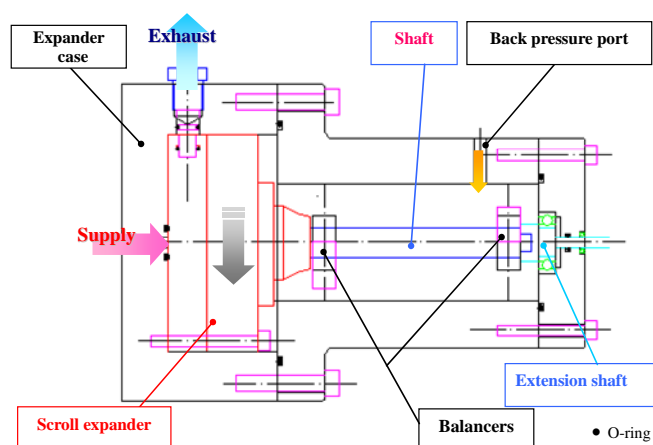 Expander
case
Exhaust
Shaft
Back pressure port
Supply
Scroll expander
Balancers
Extension shaft
● O-ring